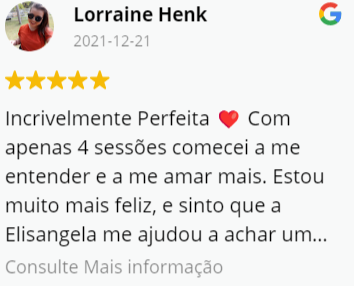 Lorraine Henk
2021-12-21
Incrivelmente Perfeita ❤️ Com
apenas 4 sessões comecei a me
entender e a me amar mais. Estou
muito mais feliz, e sinto que a
Elisangela me ajudou a achar um...
Consulte Mais informação